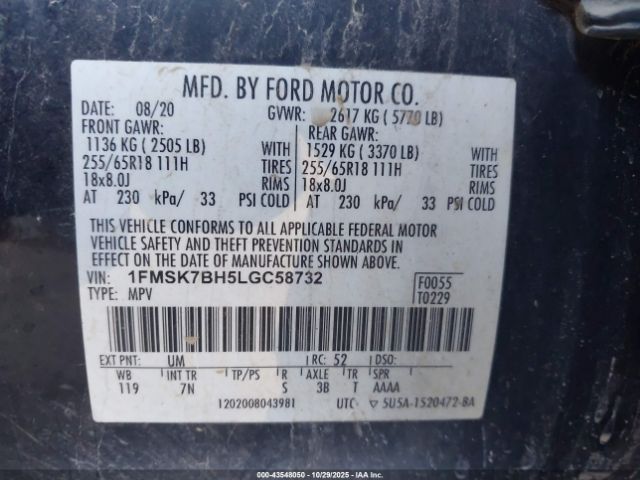 MFD. BY FORD MOTOR CO.
DATE: 08/20 GVWR: 2617 KG ( 5770 LB)
FRONT GAWR: REAR GAWR:
1136 KG ( 2505 LB) WITH 1529 KG ( 3370 LB) WITH
255/65R18 111H TIRES 255/65R18 111H TIRES
18x8.0J RIMS 18x8.0J RIMS
AT 230 kPa/ 33 PSI COLD AT 230 kPa/ 33 PSI COLD
THIS VEHICLE CONFORMS TO ALL APPLICABLE FEDERAL MOTOR
VEHICLE SAFETY AND THEFT PREVENTION STANDARDS IN
EFFECT ON THE DATE OF MANUFACTURE SHOWN ABOVE.
VIN: 1FMSK7BH5LGC58732 F0055
TYPE: MPV T0229
EXT PNT: UM RC: 52 DSO:
WB INT TR TP/PS R AXLE TR SPR
119 7N S 3B T AAAA
1202008043981 UTC ▽ 5U5A-1520472-BA
00-43548050 | 10/29/2025 | IAA, Inc.